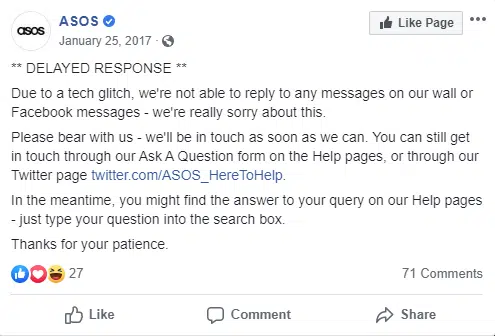 asos
ASOS
Like Page
January 25, 2017 ·
** DELAYED RESPONSE **
Due to a tech glitch, we're not able to reply to any messages on our wall or
Facebook messages - we're really sorry about this.
Please bear with us - we'll be in touch as soon as we can. You can still get
in touch through our Ask A Question form on the Help pages, or through our
Twitter page twitter.com/ASOS_HereToHelp.
In the meantime, you might find the answer to your query on our Help pages
- just type your question into the search box.
Thanks for your patience.
27
71 Comments
Like
Comment
Share